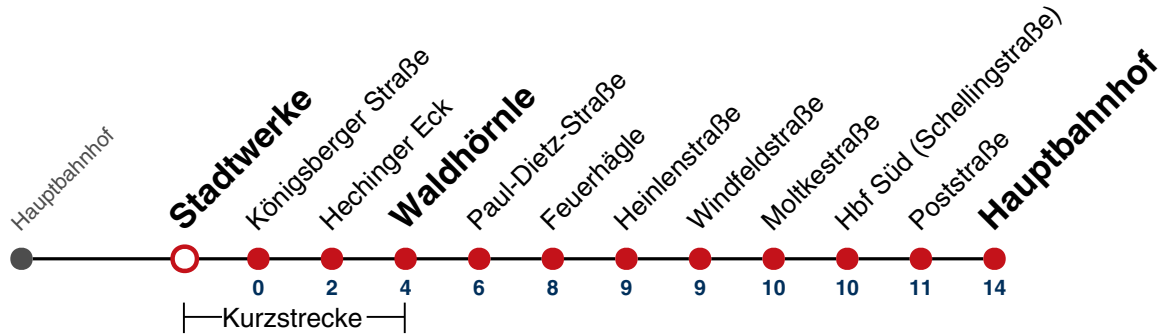 Hauptbahnhof
Stadtwerke
Königsberger Straße
Hechinger Eck
Waldhörnle
Paul-Dietz-Straße
Feuerhägle
Heinlenstraße
Windfeldstraße
Moltkestraße
Hbf Süd (Schellingstraße)
Poststraße
Hauptbahnhof
0 2 4 6 8 9 9 10 10 11 14
Kurzstrecke